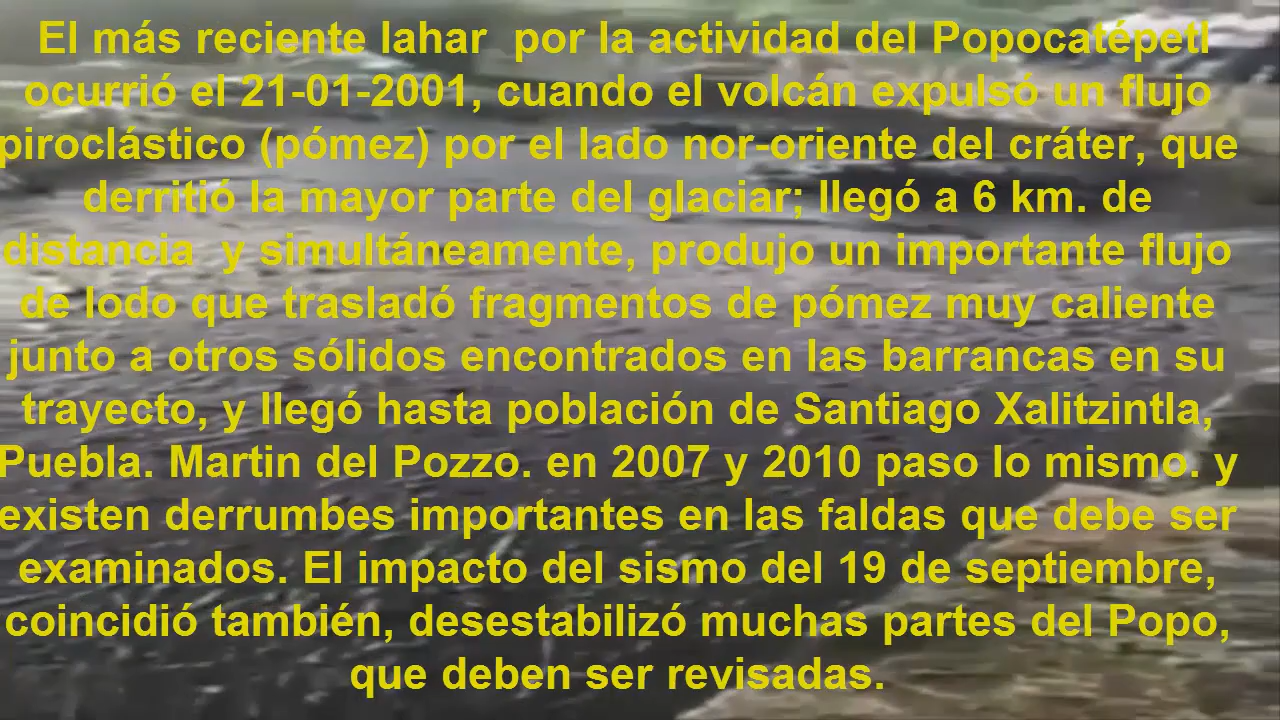 El más reciente lahar  por la actividad del Popocatépetl
ocurrió el 21-01-2001, cuando el volcán expulsó un flujo
piroclástico (pómez) por el lado nor-oriente del cráter, que
derritió la mayor parte del glaciar; llegó a 6 km. de
distancia  y simultáneamente, produjo un importante flujo
de lodo que trasladó fragmentos de pómez muy caliente
junto a otros sólidos encontrados en las barrancas en su
trayecto, y llegó hasta población de Santiago Xalitzintla,
Puebla. Martin del Pozzo. en 2007 y 2010 paso lo mismo. y
existen derrumbes importantes en las faldas que debe ser
examinados. El impacto del sismo del 19 de septiembre,
coincidió también, desestabilizó muchas partes del Popo,
que deben ser revisadas.